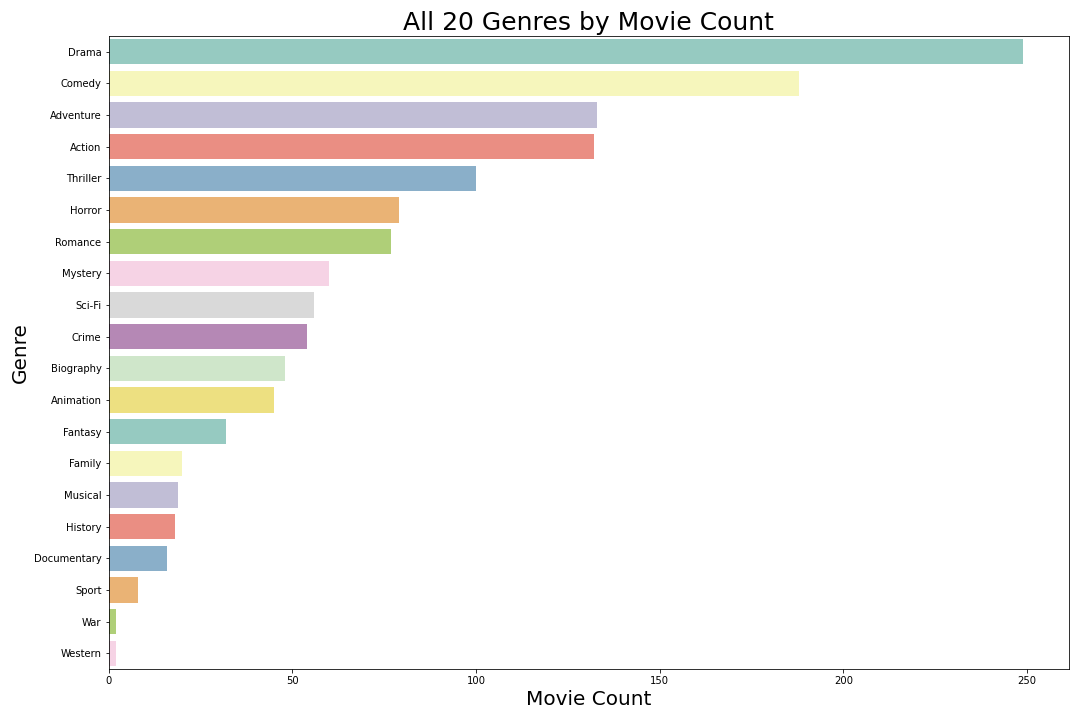 All 20 Genres by Movie Count
Genre
Drama
Comedy
Adventure
Action
Thriller
Horror
Romance
Mystery
Sci-Fi
Crime
Biography
Animation
Fantasy
Family
Musical
History
Documentary
Sport
War
Western
0 50 100 150 200 250
Movie Count